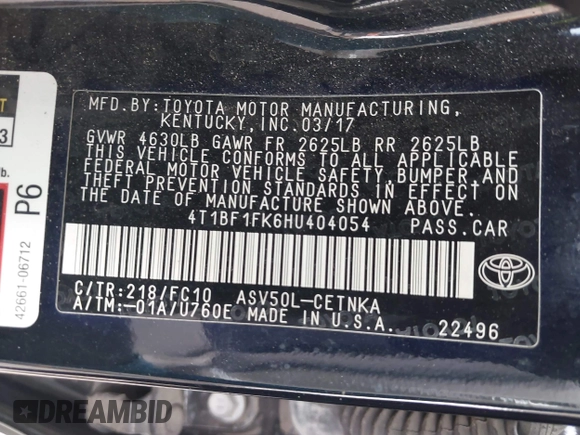 MFD.BY:TOYOTA MOTOR MANUFACTURING,
KENTUCKY,INC.03/17
GVWR 4630LB GAWR FR 2625LB RR 2625LB
THIS VEHICLE CONFORMS TO ALL APPLICABLE
FEDERAL MOTOR VEHICLE SAFETY,BUMPER,AND
THEFT PREVENTION STANDARDS IN EFFECT ON
THE DATE OF MANUFACTURE SHOWN ABOVE.
4T1BF1FK6HU404054 PASS.CAR
C/TR:218/FC10 ASV50L-CETNKA
A/TM:-01A/U760E MADE IN U.S.A. 22496
3
b.
P6
42661-06712
DREAMBID